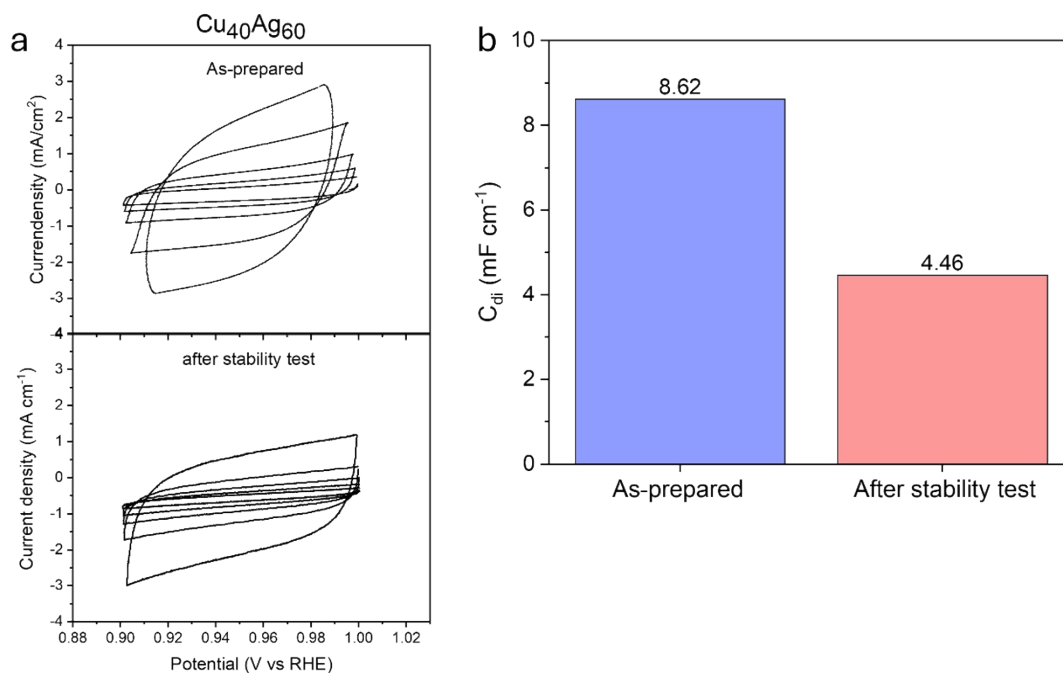 a
Cu₄₀Ag₆₀
As-prepared
Currendensity (mA/cm²)
4
3
2
1
0
-1
-2
-3
-4
after stability test
Current density (mA cm⁻¹)
4
3
2
1
0
-1
-2
-3
-4
0.88 0.90 0.92 0.94 0.96 0.98 1.00 1.02
Potential (V vs RHE)
b
C_di (mF cm⁻¹)
10
8
6
4
2
0
8.62
4.46
As-prepared After stability test